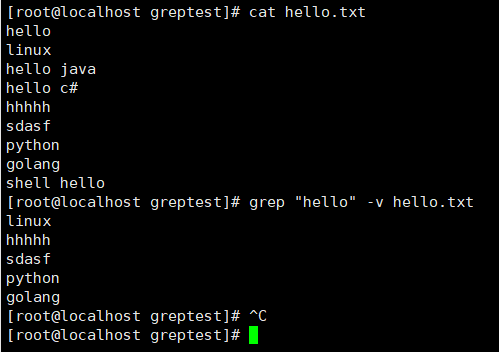 [root@localhost greptest]# cat hello.txt
hello
linux
hello java
hello c#
hhhhh
sdasf
python
golang
shell hello
[root@localhost greptest]# grep "hello" -v hello.txt
linux
hhhhh
sdasf
python
golang
[root@localhost greptest]# ^C
[root@localhost greptest]#